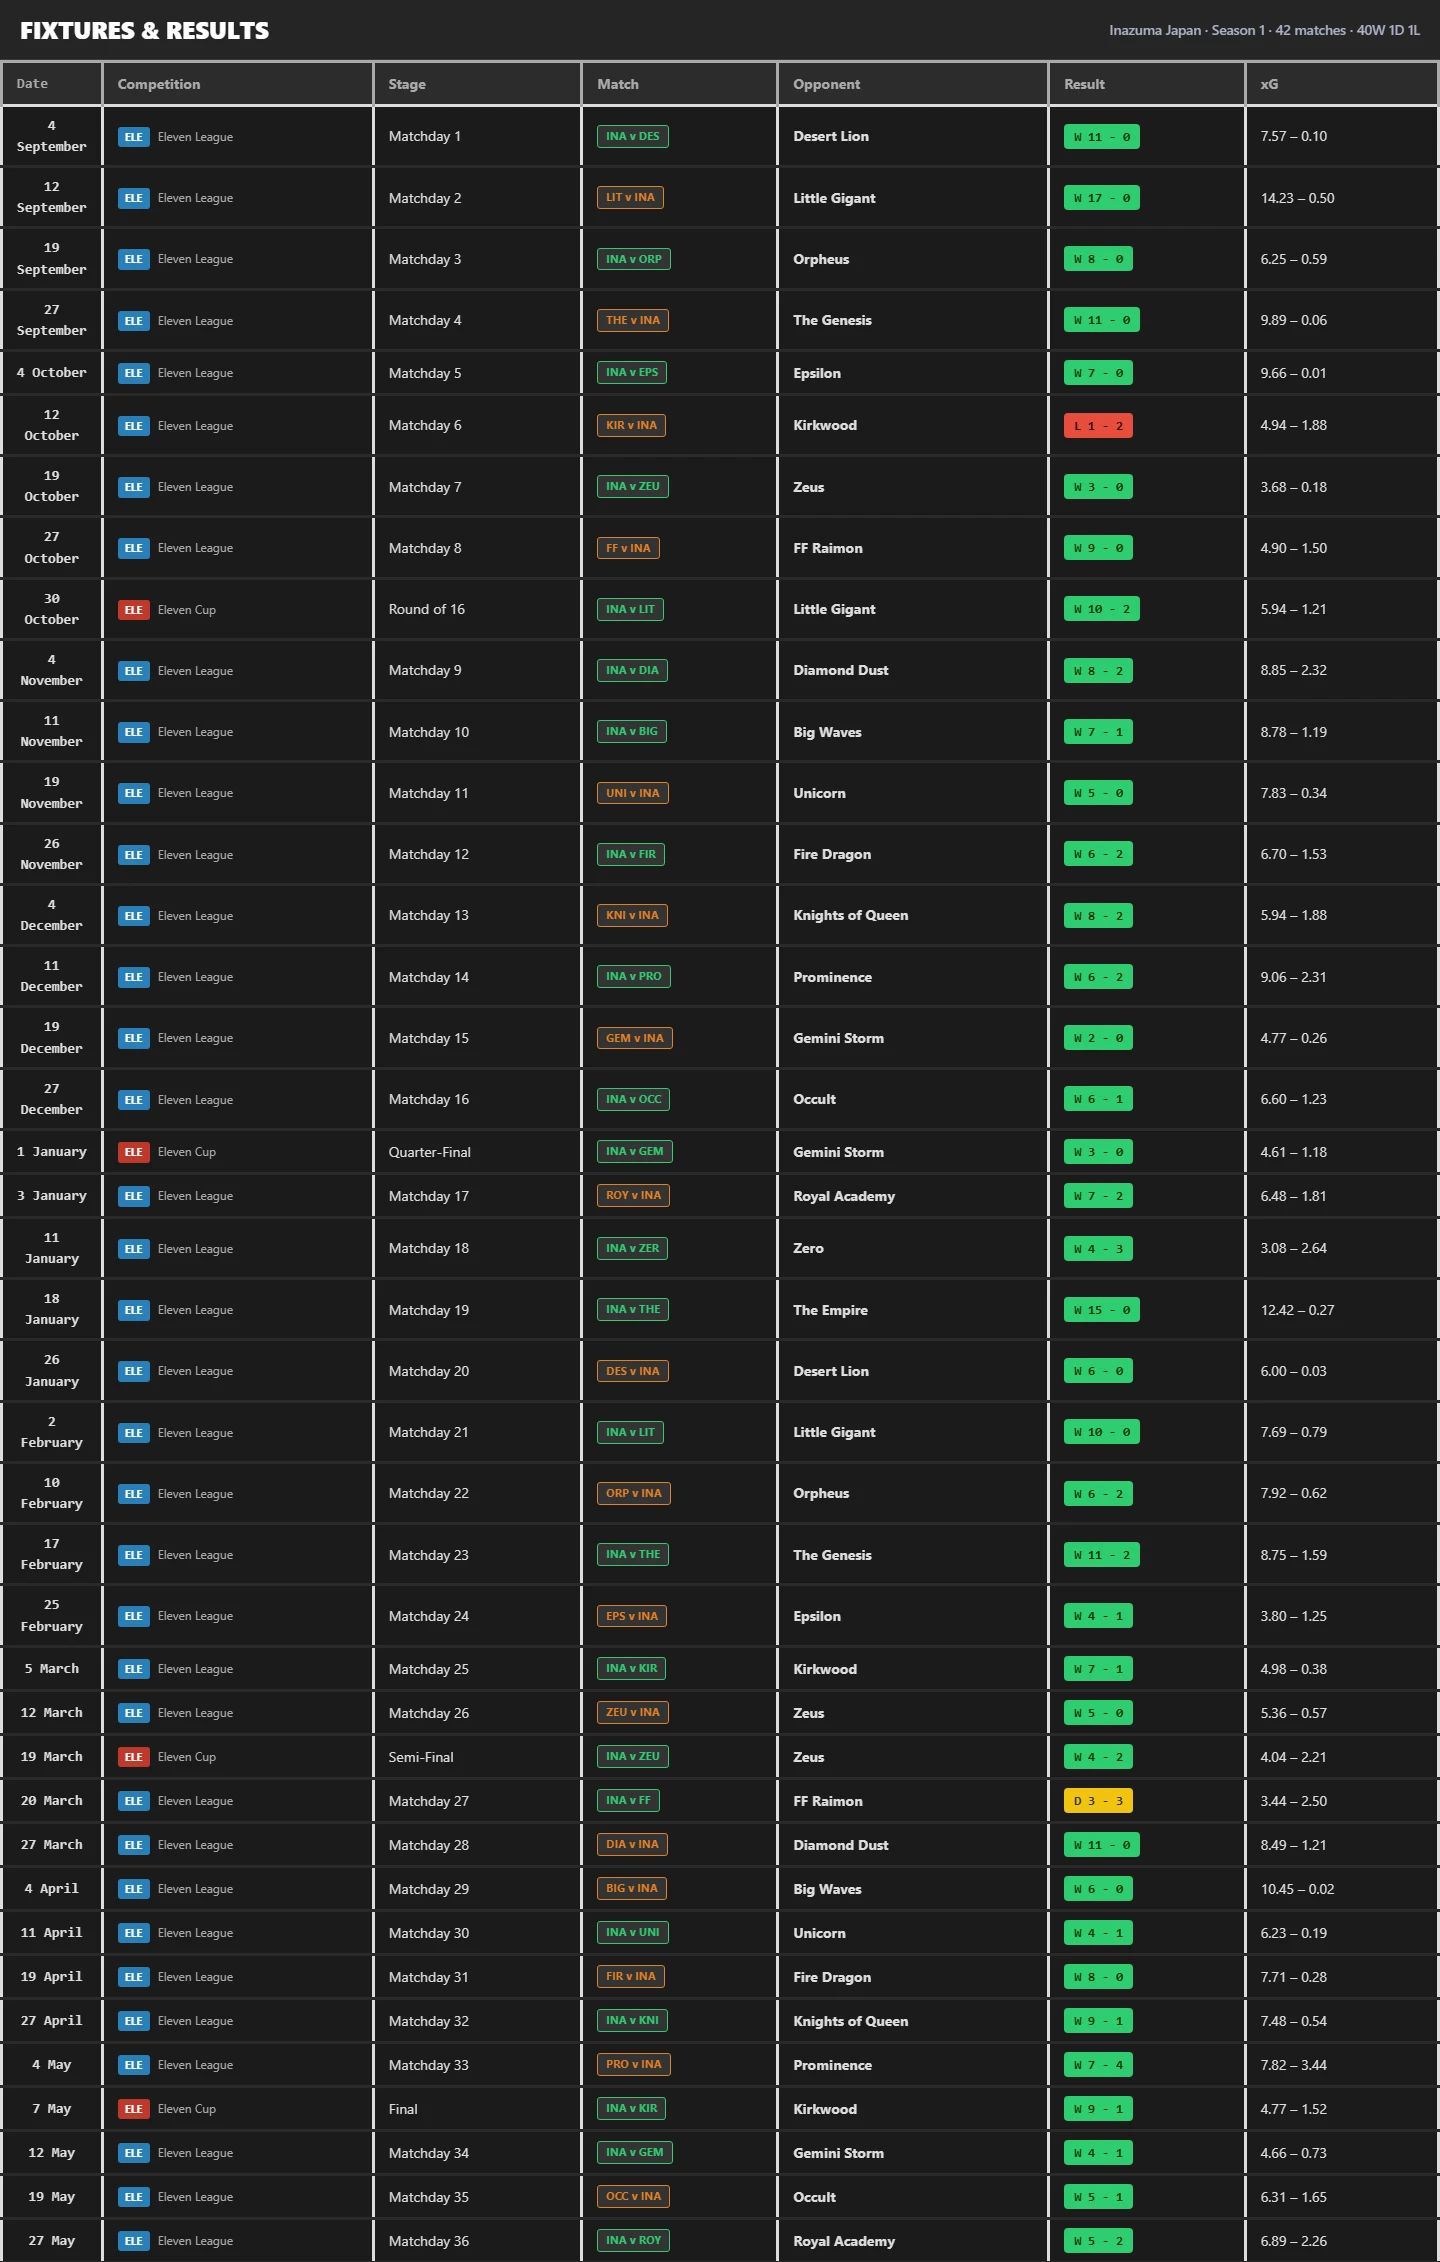 FIXTURES & RESULTS
Inazuma Japan · Season 1 · 42 matches · 40W 1D 1L
Date Competition Stage Match Opponent Result xG
4 September ELE Eleven League Matchday 1 INA v DES Desert Lion W 11 - 0 7.57 – 0.10
12 September ELE Eleven League Matchday 2 LIT v INA Little Gigant W 17 - 0 14.23 – 0.50
19 September ELE Eleven League Matchday 3 INA v ORP Orpheus W 8 - 0 6.25 – 0.59
27 September ELE Eleven League Matchday 4 THE v INA The Genesis W 11 - 0 9.89 – 0.06
4 October ELE Eleven League Matchday 5 INA v EPS Epsilon W 7 - 0 9.66 – 0.01
12 October ELE Eleven League Matchday 6 KIR v INA Kirkwood L 1 - 2 4.94 – 1.88
19 October ELE Eleven League Matchday 7 INA v ZEU Zeus W 3 - 0 3.68 – 0.18
27 October ELE Eleven League Matchday 8 FF v INA FF Raimon W 9 - 0 4.90 – 1.50
30 October ELE Eleven Cup Round of 16 INA v LIT Little Gigant W 10 - 2 5.94 – 1.21
4 November ELE Eleven League Matchday 9 INA v DIA Diamond Dust W 8 - 2 8.85 – 2.32
11 November ELE Eleven League Matchday 10 INA v BIG Big Waves W 7 - 1 8.78 – 1.19
19 November ELE Eleven League Matchday 11 UNI v INA Unicorn W 5 - 0 7.83 – 0.34
26 November ELE Eleven League Matchday 12 INA v FIR Fire Dragon W 6 - 2 6.70 – 1.53
4 December ELE Eleven League Matchday 13 KNI v INA Knights of Queen W 8 - 2 5.94 – 1.88
11 December ELE Eleven League Matchday 14 INA v PRO Prominence W 6 - 2 9.06 – 2.31
19 December ELE Eleven League Matchday 15 GEM v INA Gemini Storm W 2 - 0 4.77 – 0.26
27 December ELE Eleven League Matchday 16 INA v OCC Occult W 6 - 1 6.60 – 1.23
1 January ELE Eleven Cup Quarter-Final INA v GEM Gemini Storm W 3 - 0 4.61 – 1.18
3 January ELE Eleven League Matchday 17 ROY v INA Royal Academy W 7 - 2 6.48 – 1.81
11 January ELE Eleven League Matchday 18 INA v ZER Zero W 4 - 3 3.08 – 2.64
18 January ELE Eleven League Matchday 19 INA v THE The Empire W 15 - 0 12.42 – 0.27
26 January ELE Eleven League Matchday 20 DES v INA Desert Lion W 6 - 0 6.00 – 0.03
2 February ELE Eleven League Matchday 21 INA v LIT Little Gigant W 10 - 0 7.69 – 0.79
10 February ELE Eleven League Matchday 22 ORP v INA Orpheus W 6 - 2 7.92 – 0.62
17 February ELE Eleven League Matchday 23 INA v THE The Genesis W 11 - 2 8.75 – 1.59
25 February ELE Eleven League Matchday 24 EPS v INA Epsilon W 4 - 1 3.80 – 1.25
5 March ELE Eleven League Matchday 25 INA v KIR Kirkwood W 7 - 1 4.98 – 0.38
12 March ELE Eleven League Matchday 26 ZEU v INA Zeus W 5 - 0 5.36 – 0.57
19 March ELE Eleven Cup Semi-Final INA v ZEU Zeus W 4 - 2 4.04 – 2.21
20 March ELE Eleven League Matchday 27 INA v FF FF Raimon D 3 - 3 3.44 – 2.50
27 March ELE Eleven League Matchday 28 DIA v INA Diamond Dust W 11 - 0 8.49 – 1.21
4 April ELE Eleven League Matchday 29 BIG v INA Big Waves W 6 - 0 10.45 – 0.02
11 April ELE Eleven League Matchday 30 INA v UNI Unicorn W 4 - 1 6.23 – 0.19
19 April ELE Eleven League Matchday 31 FIR v INA Fire Dragon W 8 - 0 7.71 – 0.28
27 April ELE Eleven League Matchday 32 INA v KNI Knights of Queen W 9 - 1 7.48 – 0.54
4 May ELE Eleven League Matchday 33 PRO v INA Prominence W 7 - 4 7.82 – 3.44
7 May ELE Eleven Cup Final INA v KIR Kirkwood W 9 - 1 4.77 – 1.52
12 May ELE Eleven League Matchday 34 INA v GEM Gemini Storm W 4 - 1 4.66 – 0.73
19 May ELE Eleven League Matchday 35 OCC v INA Occult W 5 - 1 6.31 – 1.65
27 May ELE Eleven League Matchday 36 INA v ROY Royal Academy W 5 - 2 6.89 – 2.26